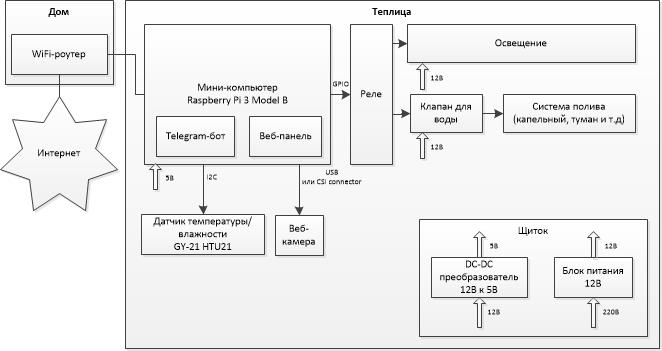 Дом
WiFi-роутер
Интернет
Теплица
Мини-компьютер
Raspberry Pi 3 Model B
Telegram-бот
Веб-панель
GPIO
Реле
Освещение
12В
Клапан для
воды
12В
Система полива
(капельный, туман и т.д)
5В
I2C
USB
или CSI connector
Датчик температуры/
влажности
GY-21 HTU21
Веб-
камера
Щиток
5В
DC-DC
преобразователь
12В к 5В
12В
12В
Блок питания
12В
220В